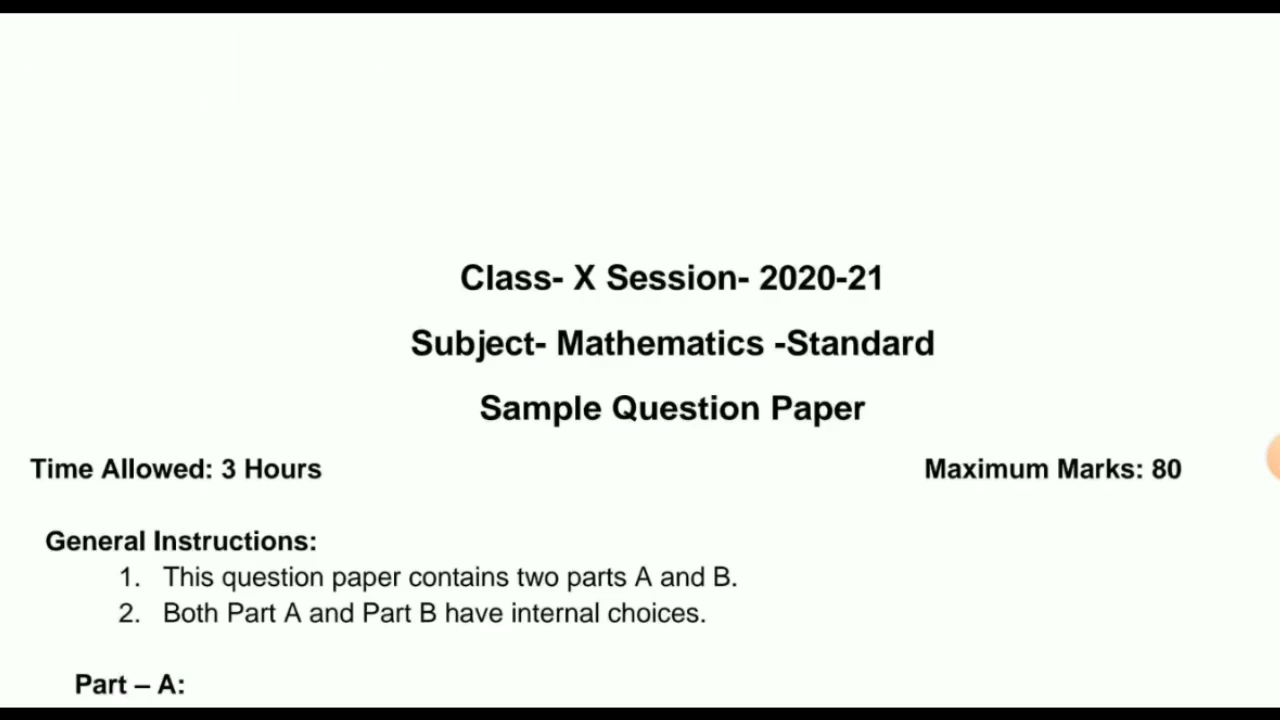 Class- X Session- 2020-21
Subject- Mathematics -Standard
Sample Question Paper
Time Allowed: 3 Hours Maximum Marks: 80
General Instructions:
1. This question paper contains two parts A and B.
2. Both Part A and Part B have internal choices.
Part – A: